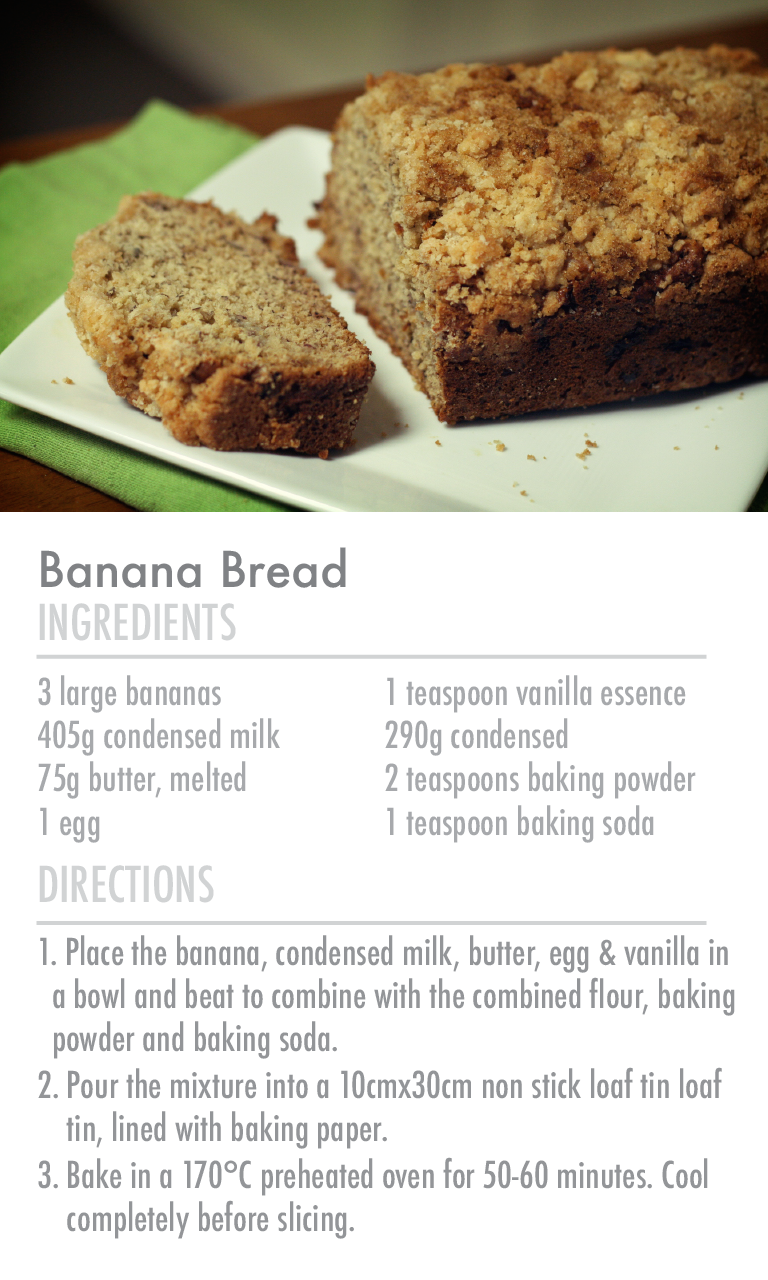 Banana Bread
INGREDIENTS
3 large bananas
405g condensed milk
75g butter, melted
1 egg
1 teaspoon vanilla essence
290g condensed
2 teaspoons baking powder
1 teaspoon baking soda
DIRECTIONS
1. Place the banana, condensed milk, butter, egg & vanilla in
a bowl and beat to combine with the combined flour, baking
powder and baking soda.
2. Pour the mixture into a 10cmx30cm non stick loaf tin loaf
tin, lined with baking paper.
3. Bake in a 170°C preheated oven for 50-60 minutes. Cool
completely before slicing.